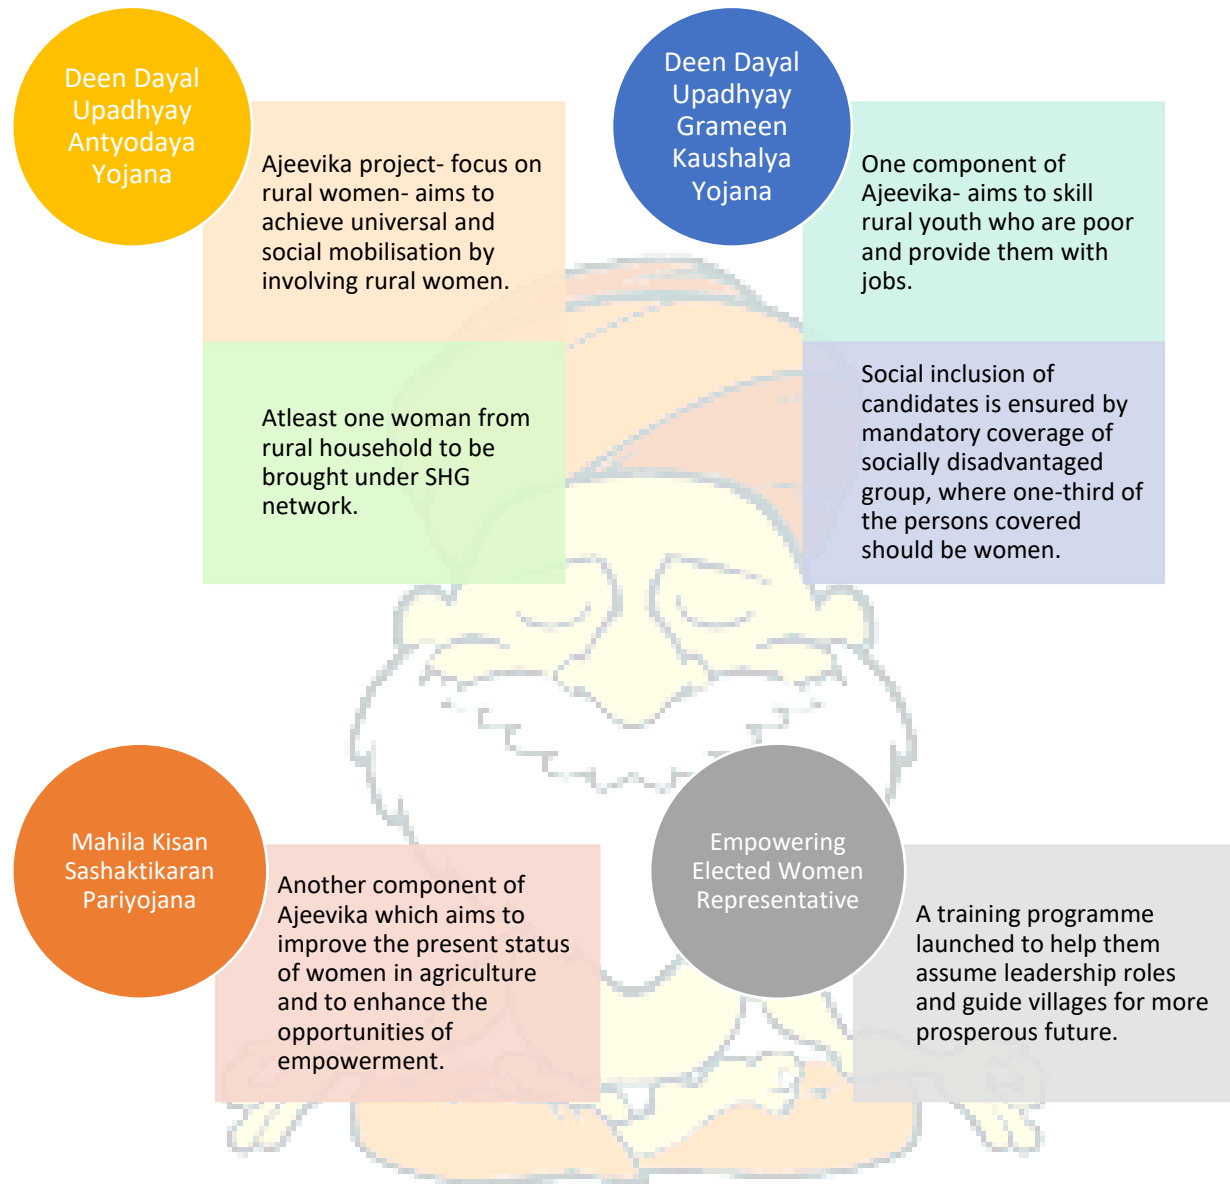 Deen Dayal
Upadhyay
Antyodaya
Yojana
Ajeevika project- focus on
rural women- aims to
achieve universal and
social mobilisation by
involving rural women.
Atleast one woman from
rural household to be
brought under SHG
network.
Deen Dayal
Upadhyay
Grameen
Kaushalya
Yojana
One component of
Ajeevika- aims to skill
rural youth who are poor
and provide them with
jobs.
Social inclusion of
candidates is ensured by
mandatory coverage of
socially disadvantaged
group, where one-third of
the persons covered
should be women.
Mahila Kisan
Sashaktikaran
Pariyojana
Another component of
Ajeevika which aims to
improve the present status
of women in agriculture
and to enhance the
opportunities of
empowerment.
Empowering
Elected Women
Representative
A training programme
launched to help them
assume leadership roles
and guide villages for more
prosperous future.